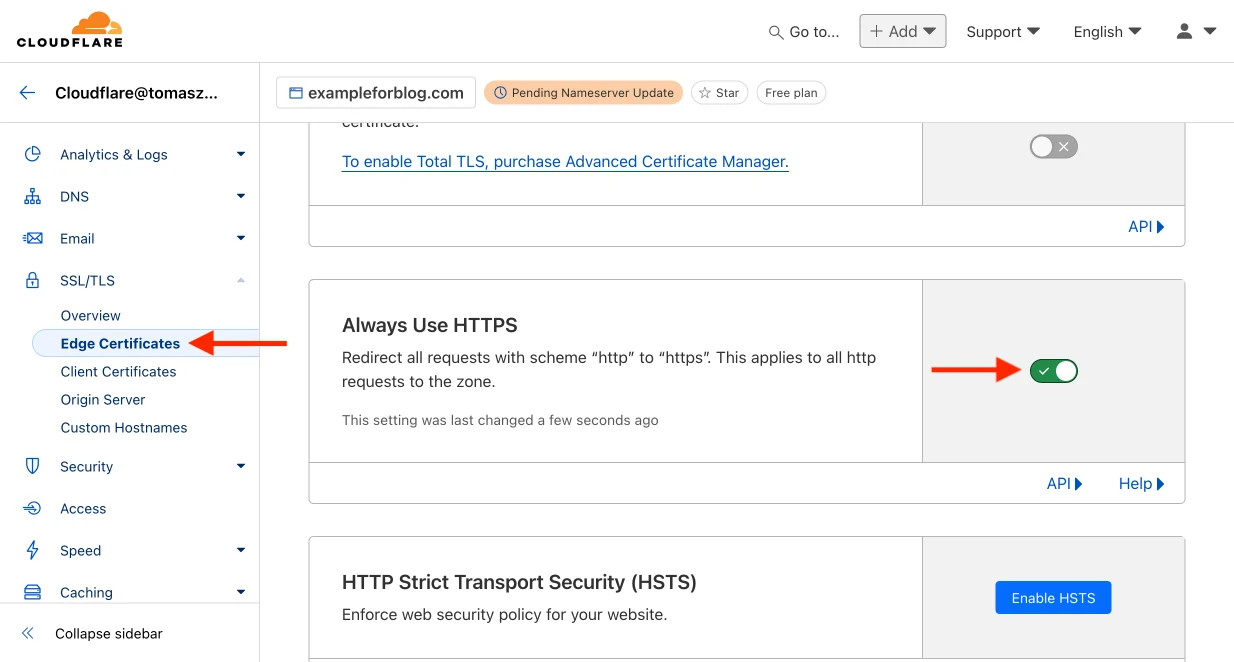 CLOUDFLARE
Go to...
Add
Support
English
Cloudflare@tomasz...
exampleforblog.com
Pending Nameserver Update
Star
Free plan
Analytics & Logs
DNS
Email
SSL/TLS
Overview
Edge Certificates
Client Certificates
Origin Server
Custom Hostnames
Security
Access
Speed
Caching
Collapse sidebar
certificate.
To enable Total TLS, purchase Advanced Certificate Manager.
API
Always Use HTTPS
Redirect all requests with scheme “http” to “https”. This applies to all http
requests to the zone.
This setting was last changed a few seconds ago
API
Help
HTTP Strict Transport Security (HSTS)
Enforce web security policy for your website.
Enable HSTS